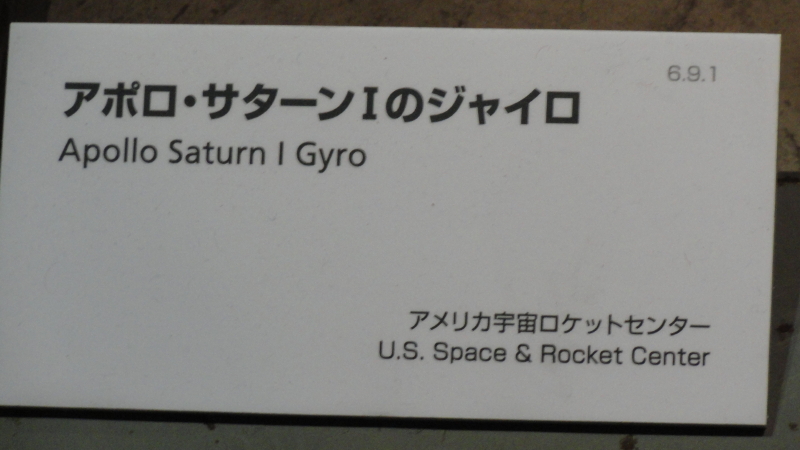 6.9.1
アポロ・サターンIのジャイロ
Apollo Saturn I Gyro
アメリカ宇宙ロケットセンター
U.S. Space & Rocket Center